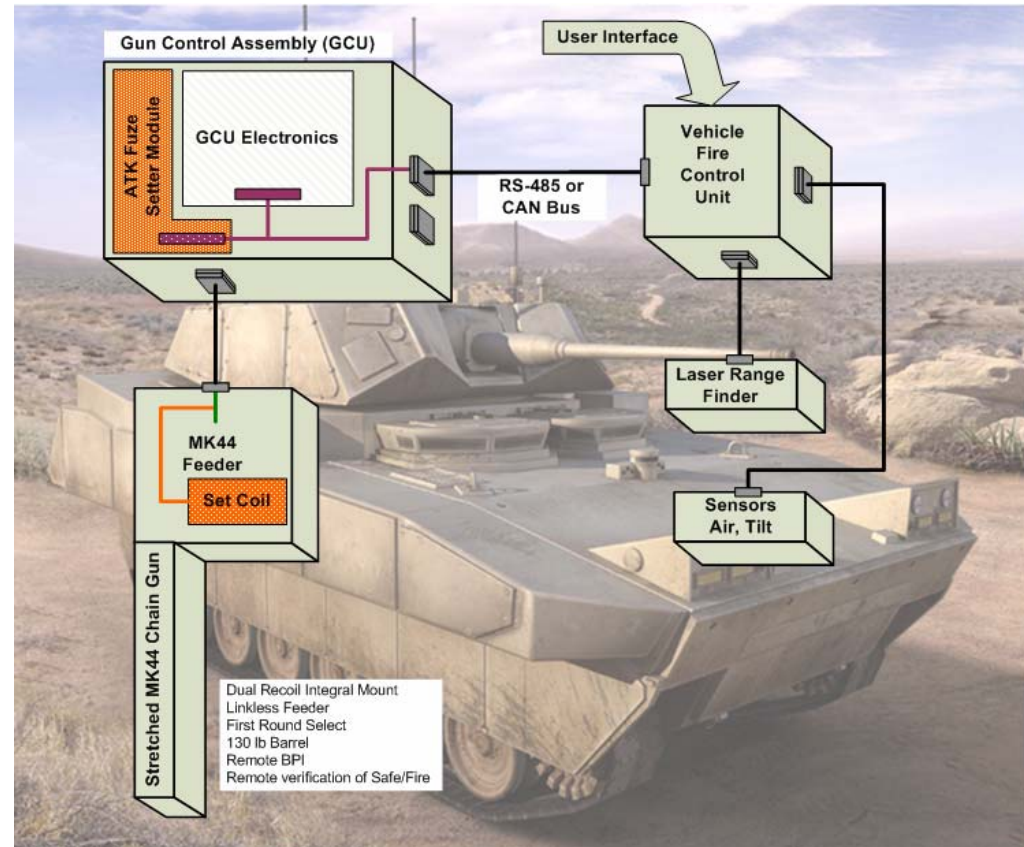 Gun Control Assembly (GCU)
User Interface
ATK Fuze
Setter Module
GCU Electronics
Vehicle
Fire
Control
Unit
RS-485 or
CAN Bus
Laser Range
Finder
MK44
Feeder
Set Coil
Sensors
Air, Tilt
Stretched MK44 Chain Gun
Dual Recoil Integral Mount
Linkless Feeder
First Round Select
130 lb Barrel
Remote BPI
Remote verification of Safe/Fire